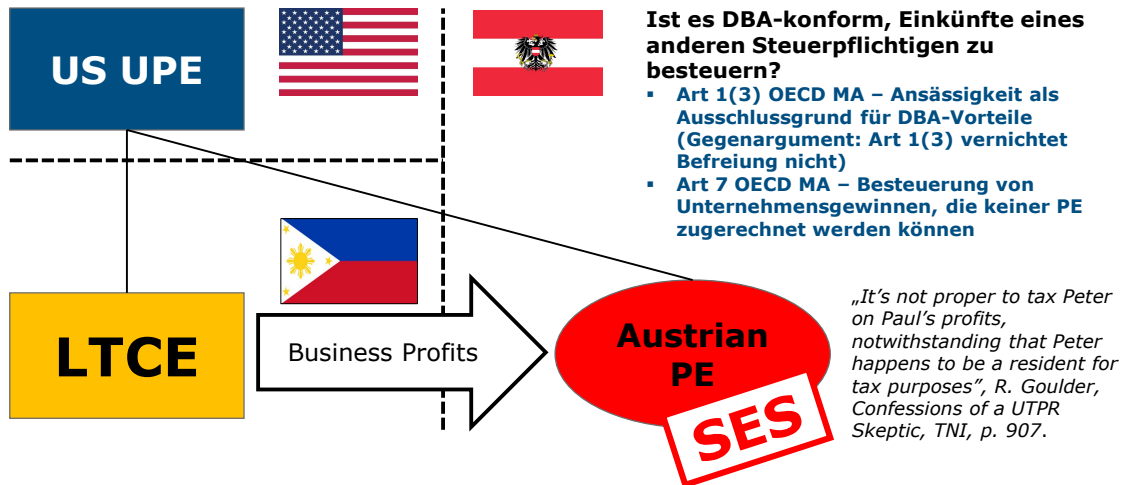 US UPE
Ist es DBA-konform, Einkünfte eines
anderen Steuerpflichtigen zu
besteuern?
▪ Art 1(3) OECD MA – Ansässigkeit als
Ausschlussgrund für DBA-Vorteile
(Gegenargument: Art 1(3) vernichtet
Befreiung nicht)
▪ Art 7 OECD MA – Besteuerung von
Unternehmensgewinnen, die keiner PE
zugerechnet werden können
LTCE
Business Profits
Austrian
PE
SES
„It's not proper to tax Peter
on Paul's profits,
notwithstanding that Peter
happens to be a resident for
tax purposes”, R. Goulder,
Confessions of a UTPR
Skeptic, TNI, p. 907.